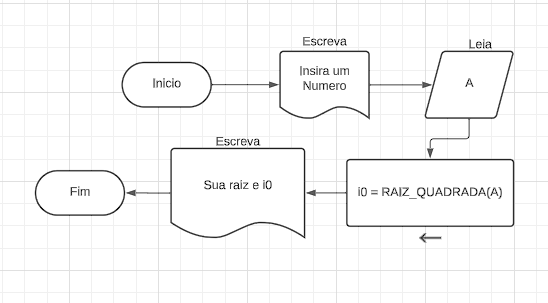 Escreva
Leia
Inicio
Insira um
Numero
A
Escreva
i0 = RAIZ_QUADRADA(A)
Sua raiz e i0
Fim